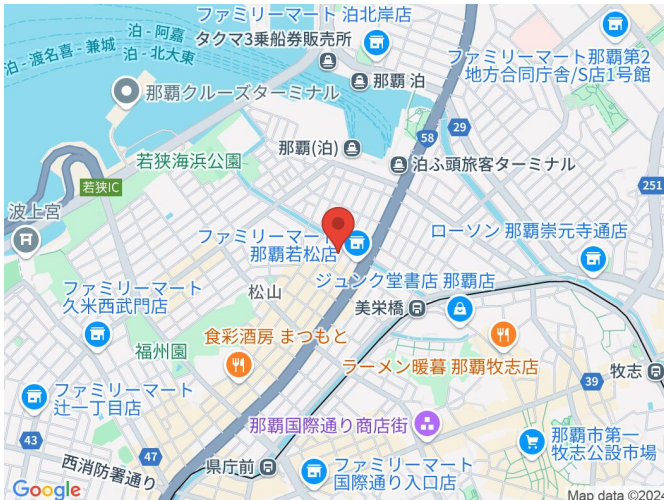 ファミリーマート 泊北岸店
泊 - 阿嘉
タクマ3乗船券販売所
泊 - 渡名喜 - 兼城
泊 - 北大東
ファミリーマート那覇第2
地方合同庁舎/S店1号館
那覇 泊
那覇クルーズターミナル
58
29
那覇(泊)
若狭海浜公園
泊ふ頭旅客ターミナル
251
若狭IC
波上宮
ファミリーマート
那覇若松店
ローソン 那覇崇元寺通店
ジュンク堂書店 那覇店
松山
ファミリーマート
久米西武門店
美栄橋
福州園
食彩酒房 まつもと
ラーメン暖暮 那覇牧志店
牧志
39
ファミリーマート
辻一丁目店
那覇国際通り商店街
43
47
那覇市第一
牧志公設市場
西消防署通り
県庁前
ファミリーマート
国際通り入口店
Google
Map data ©2024